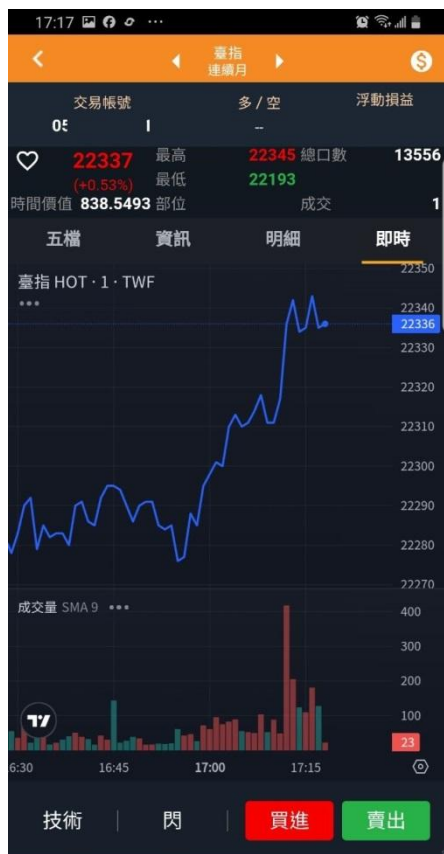 17:17
臺指
連續月
交易帳號 多 / 空 浮動損益
--
22337 最高 22345 總口數 13556
(+0.53%) 最低 22193
時間價值 838.5493 部位 成交 1
五檔 資訊 明細 即時
臺指 HOT · 1 · TWF
22350
22340
22336
22330
22320
22310
22300
22290
22280
22270
成交量 SMA 9
400
300
200
100
23
6:30 16:45 17:00 17:15
技術 閃 買進 賣出